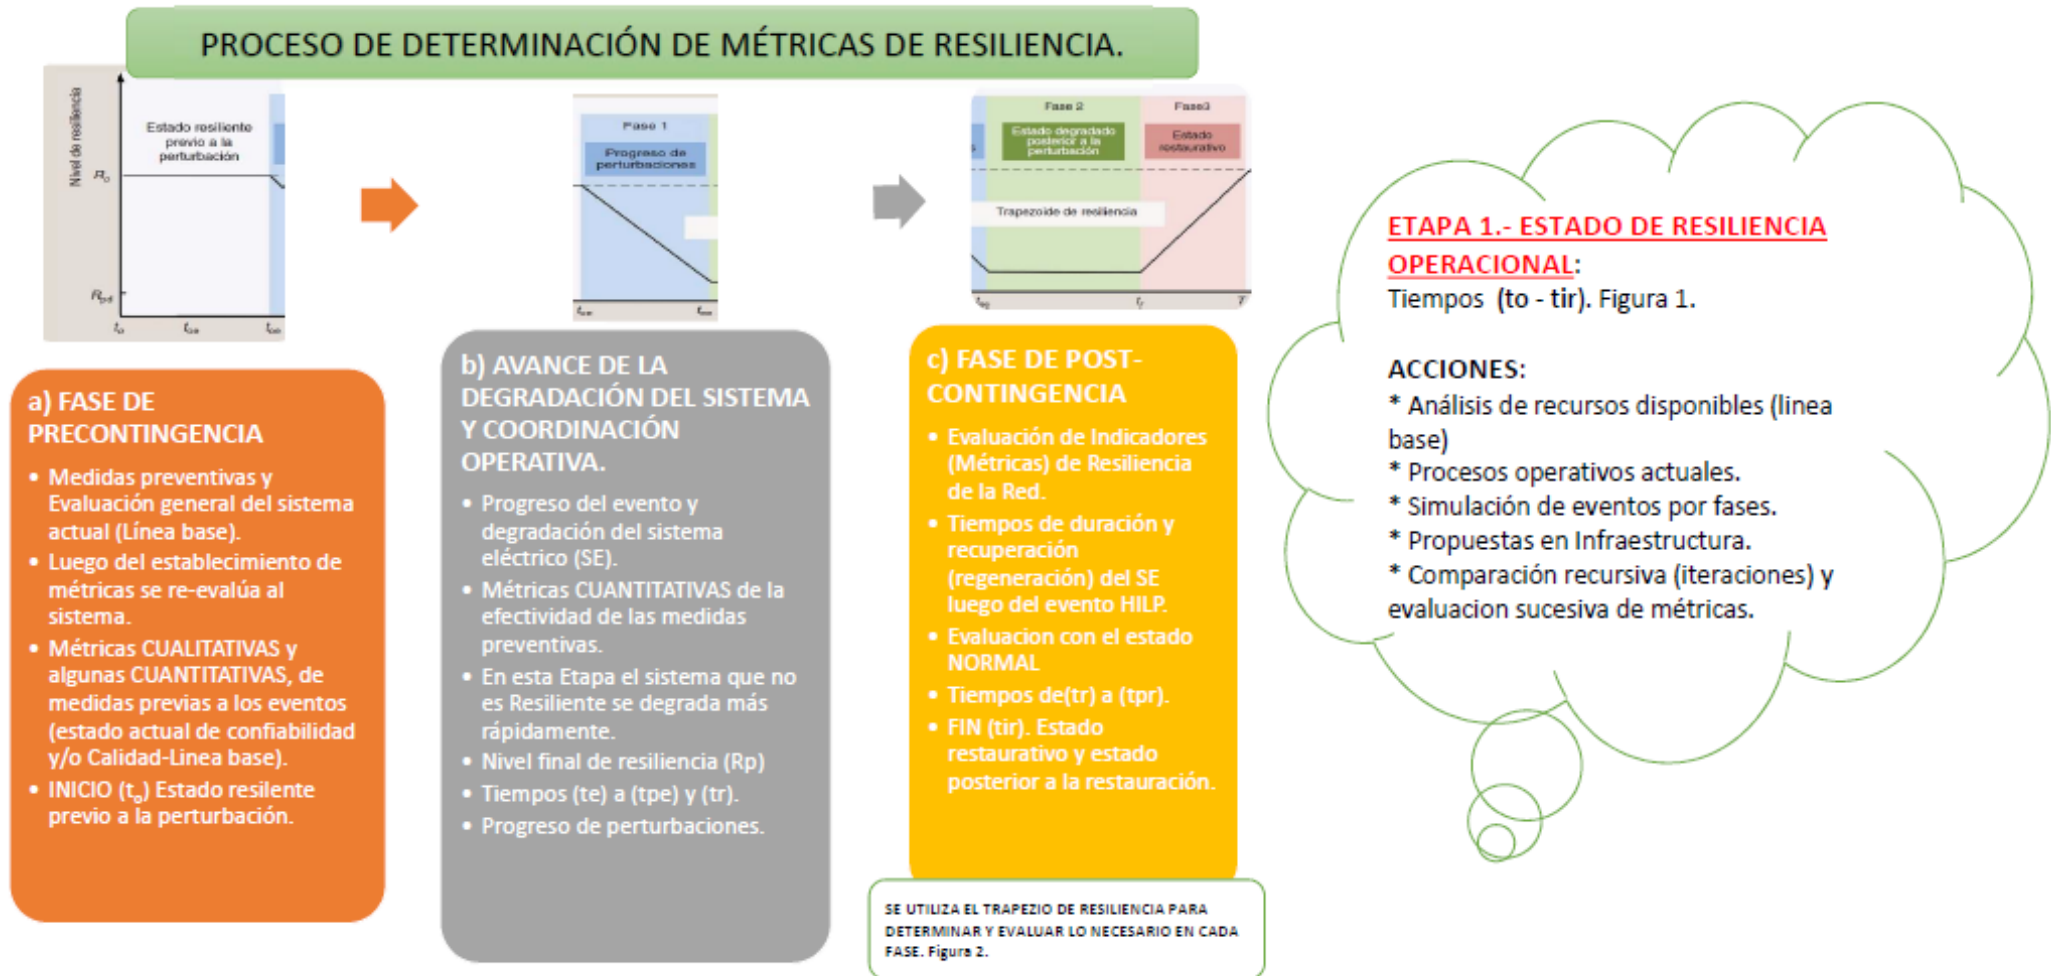 PROCESO DE DETERMINACIÓN DE MÉTRICAS DE RESILIENCIA.
Nivel de resiliencia
Estado resiliente
previo a la
perturbación
Fase 1
Progreso de
perturbaciones
Fase 2
Fase3
Estado degradado
posterior a la
perturbación
Estado
restaurativo
Trapezoide de resiliencia
a) FASE DE
PRECONTINGENCIA
• Medidas preventivas y
Evaluación general del sistema
actual (Línea base).
• Luego del establecimiento de
métricas se re-evalúa al
sistema.
• Métricas CUALITATIVAS y
algunas CUANTITATIVAS, de
medidas previas a los eventos
(estado actual de confiabilidad
y/o Calidad-Linea base).
• INICIO (to) Estado resilente
previo a la perturbación.
b) AVANCE DE LA
DEGRADACIÓN DEL SISTEMA
Y COORDINACIÓN
OPERATIVA.
• Progreso del evento y
degradación del sistema
eléctrico (SE).
• Métricas CUANTITATIVAS de la
efectividad de las medidas
preventivas.
• En esta Etapa el sistema que no
es Resiliente se degrada más
rápidamente.
• Nivel final de resiliencia (Rp)
• Tiempos (te) a (tpe) y (tr).
• Progreso de perturbaciones.
c) FASE DE POST-
CONTINGENCIA
• Evaluación de Indicadores
(Métricas) de Resiliencia
de la Red.
• Tiempos de duración y
recuperación
(regeneración) del SE
luego del evento HILP.
• Evaluacion con el estado
NORMAL
• Tiempos de(tr) a (tpr).
• FIN (tir). Estado
restaurativo y estado
posterior a la restauración.
SE UTILIZA EL TRAPEZIO DE RESILIENCIA PARA
DETERMINAR Y EVALUAR LO NECESARIO EN CADA
FASE. Figura 2.
ETAPA 1.- ESTADO DE RESILIENCIA
OPERACIONAL:
Tiempos (to - tir). Figura 1.
ACCIONES:
* Análisis de recursos disponibles (linea
base)
* Procesos operativos actuales.
* Simulación de eventos por fases.
* Propuestas en Infraestructura.
* Comparación recursiva (iteraciones) y
evaluacion sucesiva de métricas.